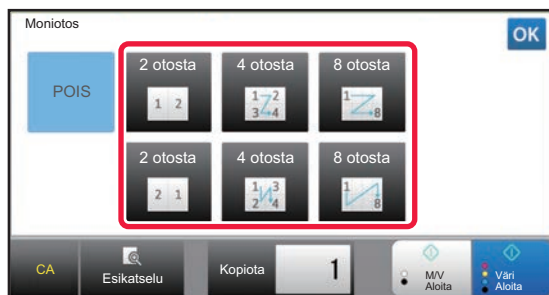 Moniotos
OK
POIS
2 otosta
4 otosta
8 otosta
1 2
1 2
3 4
1
8
2 otosta
4 otosta
8 otosta
2 1
1 3
2 4
1
8
CA
Esikatselu
Kopiota
1
M/V
Aloita
Väri
Aloita